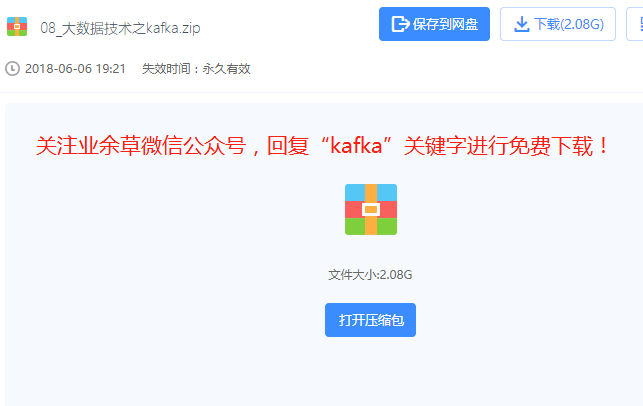 08_大数据技术之kafka.zip
保存到网盘
下载(2.08G)
2018-06-06 19:21 失效时间：永久有效
关注业余草微信公众号，回复“kafka”关键字进行免费下载！
文件大小:2.08G
打开压缩包